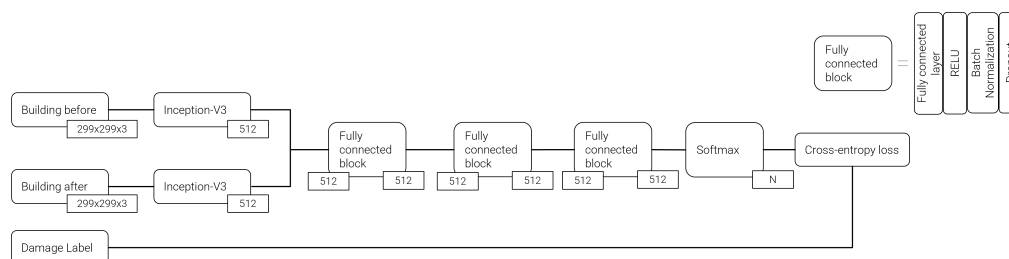 Fully
connected
block
=
Fully connected
layer
RELU
Batch
Normalization
Building before
299x299x3
Inception-V3
512
Building after
299x299x3
Inception-V3
512
Fully
connected
block
512
512
Fully
connected
block
512
512
Fully
connected
block
512
512
Softmax
N
Cross-entropy loss
Damage Label